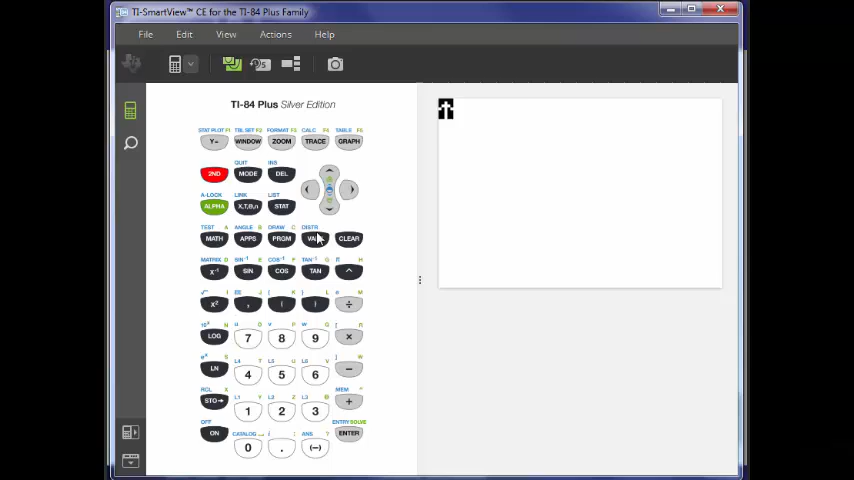 TI-SmartView™ CE for the TI-84 Plus Family
File Edit View Actions Help
TI-84 Plus Silver Edition
STAT PLOT F1 TBL SET F2 FORMAT F3 CALC F4 TABLE F5
Y= WINDOW ZOOM TRACE GRAPH
QUIT INS
2ND MODE DEL
A-LOCK LINK LIST
ALPHA X,T,θ,n STAT
TEST A ANGLE B DRAW C DISTR
MATH APPS PRGM CLEAR
MATRIX D SIN⁻¹ E COS⁻¹ F TAN⁻¹ G π H
x⁻¹ SIN COS TAN ^
√ I EE J { K } L e M
x² , ( ) ÷
10ˣ N u O v P w Q [ R
LOG 7 8 9 ×
eˣ S L4 T L5 U L6 V ] W
LN 4 5 6 −
RCL X L1 Y L2 Z L3 θ MEM "
STO→ 1 2 3 +
OFF CATALOG i : ANS ? ENTRY SOLVE
ON 0 . (−) ENTER